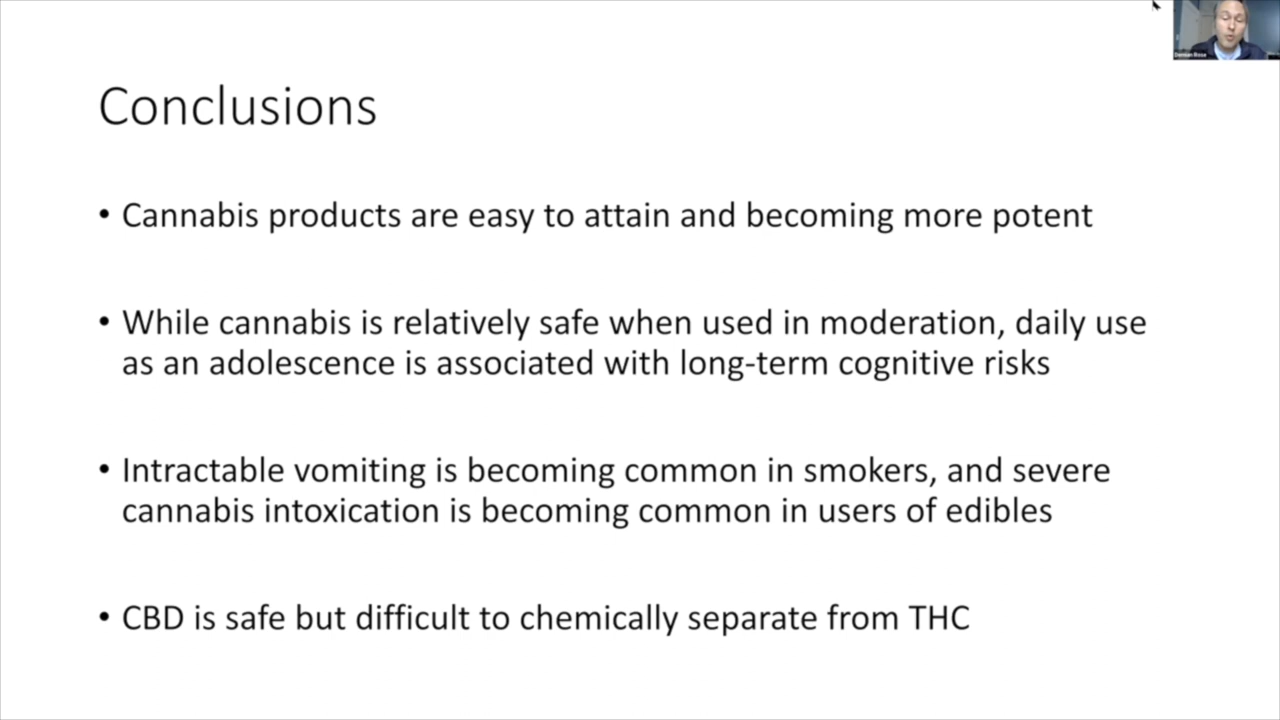 Conclusions
• Cannabis products are easy to attain and becoming more potent
• While cannabis is relatively safe when used in moderation, daily use
as an adolescence is associated with long-term cognitive risks
• Intractable vomiting is becoming common in smokers, and severe
cannabis intoxication is becoming common in users of edibles
• CBD is safe but difficult to chemically separate from THC